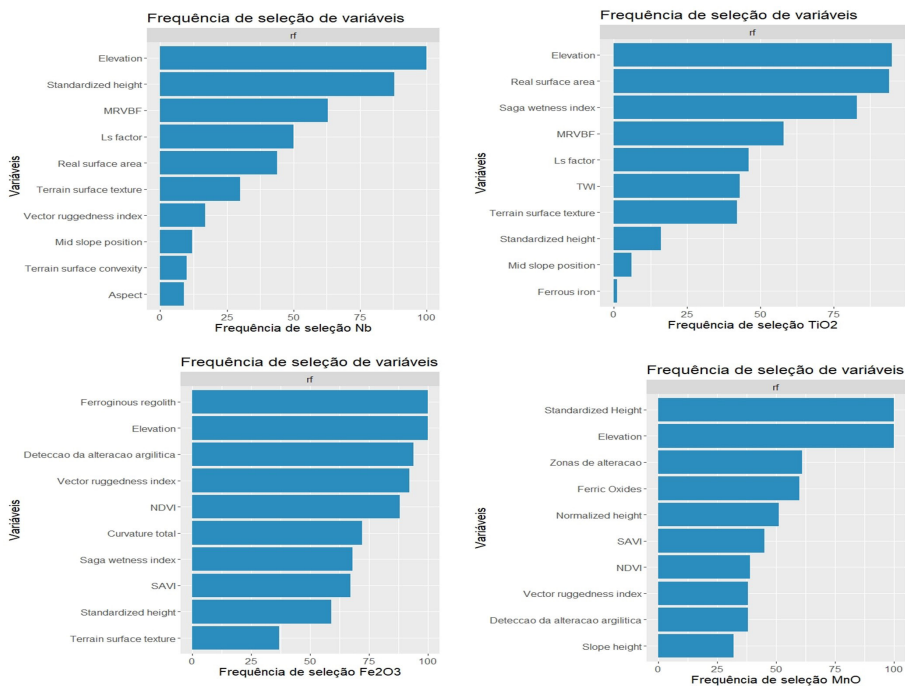 Frequência de seleção de variáveis
rf
Variáveis
Elevation
Standardized height
MRVBF
Ls factor
Real surface area
Terrain surface texture
Vector ruggedness index
Mid slope position
Terrain surface convexity
Aspect
0 25 50 75 100
Frequência de seleção Nb
Frequência de seleção de variáveis
rf
Variáveis
Elevation
Real surface area
Saga wetness index
MRVBF
Ls factor
TWI
Terrain surface texture
Standardized height
Mid slope position
Ferrous iron
0 25 50 75
Frequência de seleção TiO2
Frequência de seleção de variáveis
rf
Variáveis
Ferroginous regolith
Elevation
Deteccao da alteracao argilitica
Vector ruggedness index
NDVI
Curvature total
Saga wetness index
SAVI
Standardized height
Terrain surface texture
0 25 50 75 100
Frequência de seleção Fe2O3
Frequência de seleção de variáveis
rf
Variáveis
Standardized Height
Elevation
Zonas de alteracao
Ferric Oxides
Normalized height
SAVI
NDVI
Vector ruggedness index
Deteccao da alteracao argilitica
Slope height
0 25 50 75 100
Frequência de seleção MnO